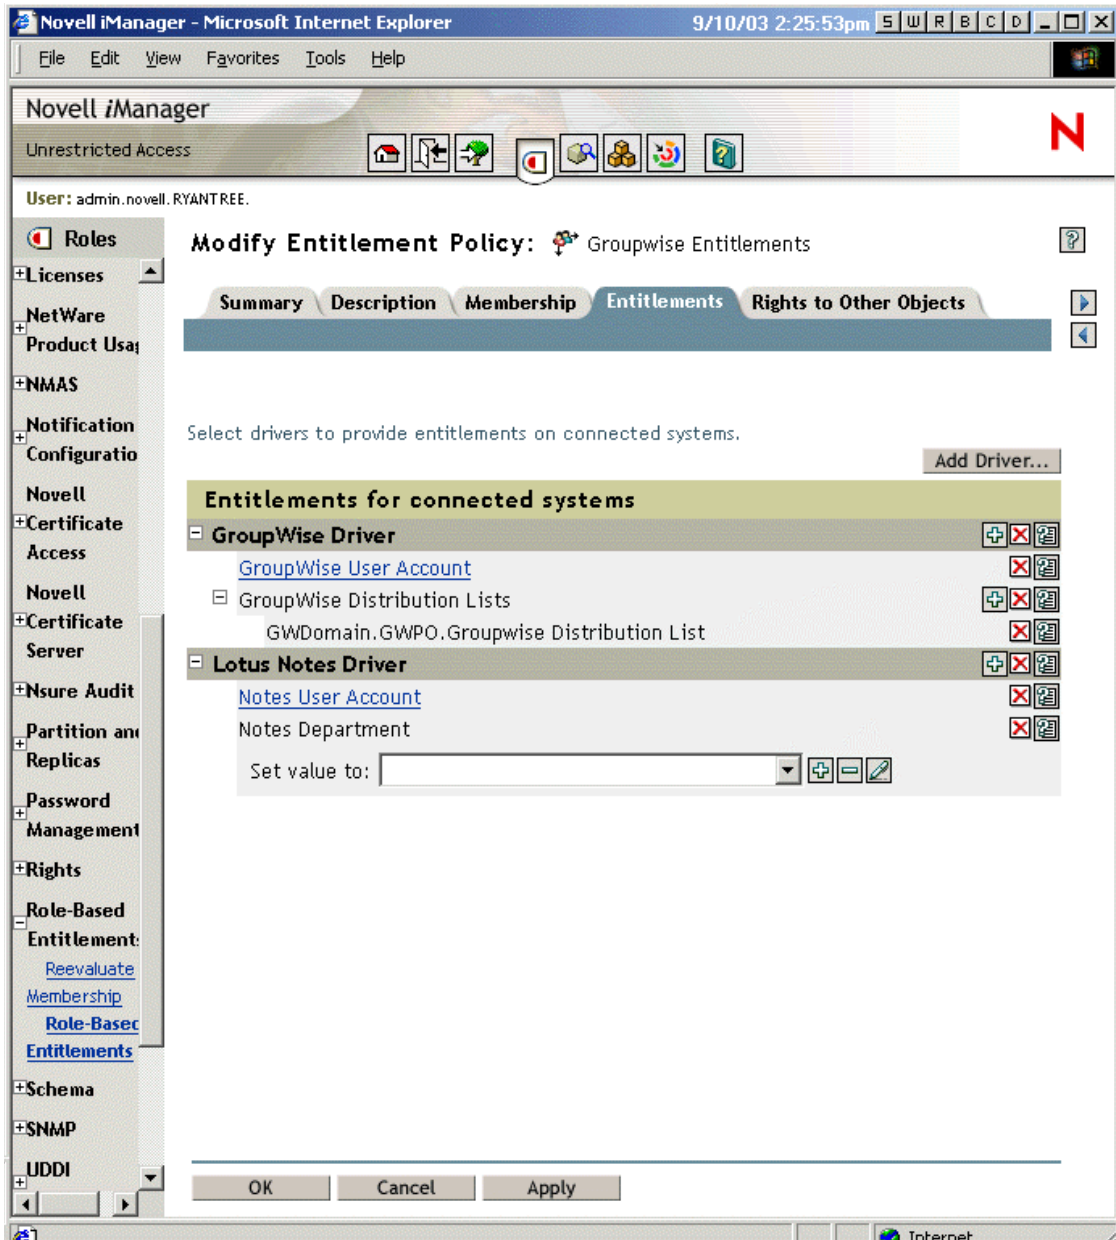 Novell iManager - Microsoft Internet Explorer 9/10/03 2:25:53pm S W R B C D
File Edit View Favorites Tools Help
Novell iManager
Unrestricted Access
N
User: admin.novell.RYANTREE.
Roles
Licenses
NetWare
Product Usag
NMAS
Notification
Configuratio
Novell
Certificate
Access
Novell
Certificate
Server
Nsure Audit
Partition and
Replicas
Password
Management
Rights
Role-Based
Entitlements
Reevaluate
Membership
Role-Based
Entitlements
Schema
SNMP
UDDI
Modify Entitlement Policy: Groupwise Entitlements
Summary Description Membership Entitlements Rights to Other Objects
Select drivers to provide entitlements on connected systems.
Add Driver...
Entitlements for connected systems
GroupWise Driver
GroupWise User Account
GroupWise Distribution Lists
GWDomain.GWPO.Groupwise Distribution List
Lotus Notes Driver
Notes User Account
Notes Department
Set value to:
OK Cancel Apply
Internet